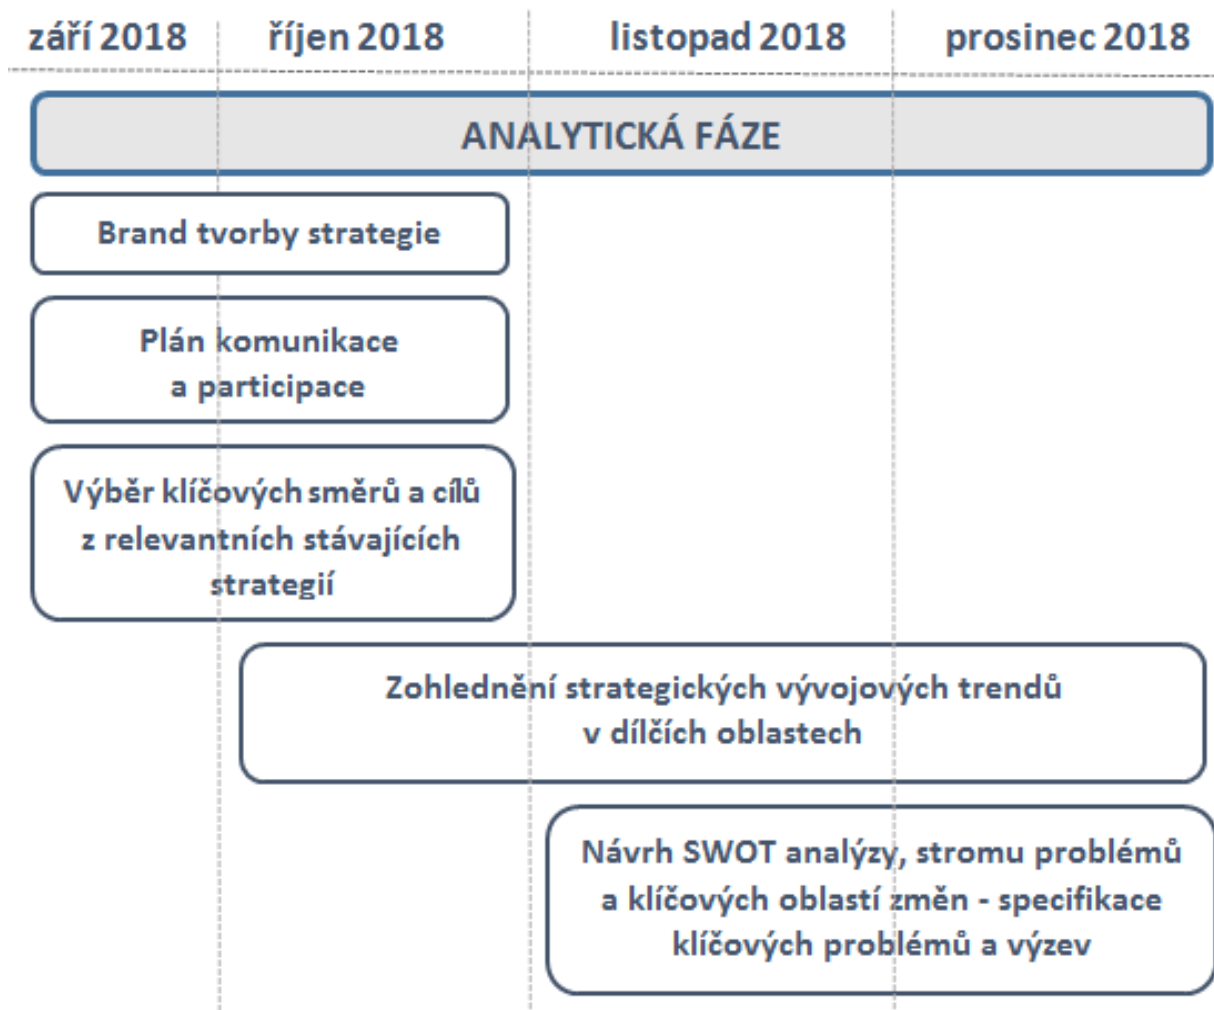 září 2018
říjen 2018
listopad 2018
prosinec 2018
ANALYTICKÁ FÁZE
Brand tvorby strategie
Plán komunikace
a participace
Výběr klíčových směrů a cílů
z relevantních stávajících
strategií
Zohlednění strategických vývojových trendů
v dílčích oblastech
Návrh SWOT analýzy, stromu problémů
a klíčových oblastí změn - specifikace
klíčových problémů a výzev